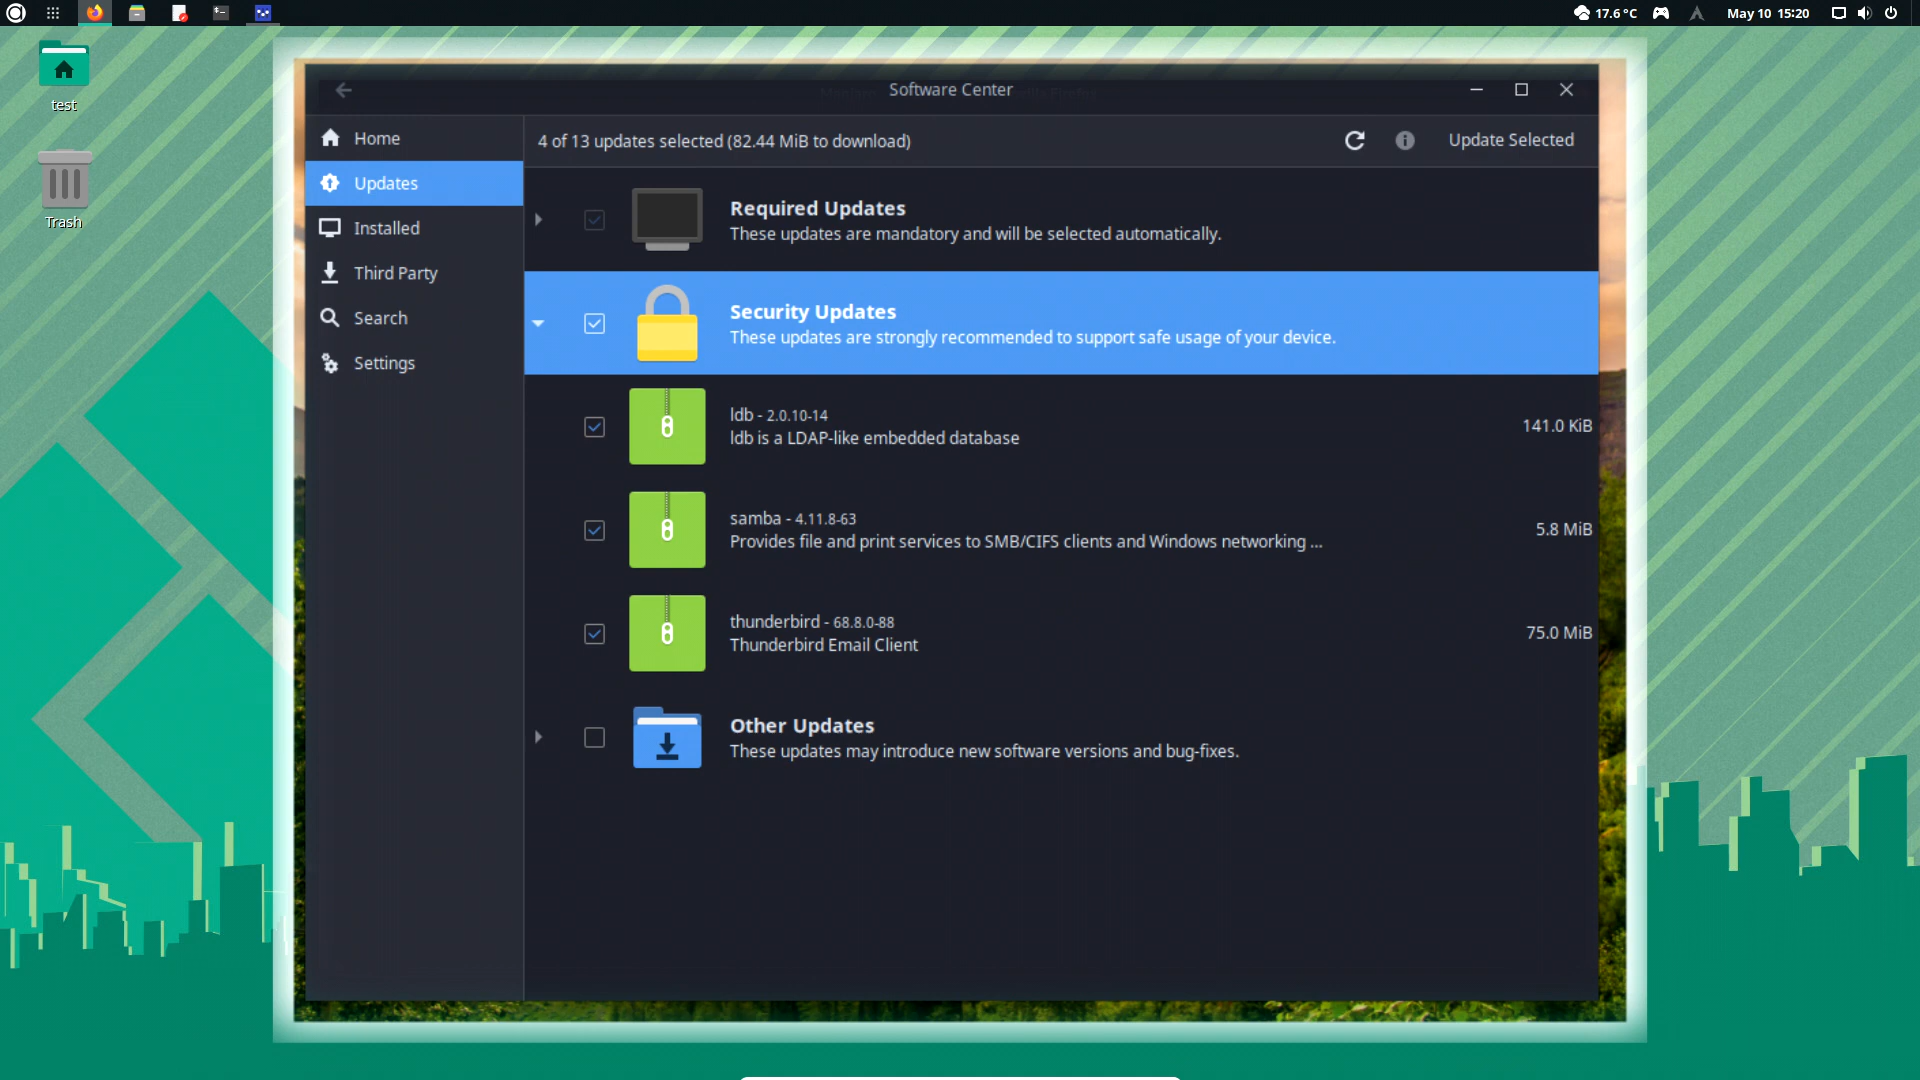 17.6 °C
May 10 15:20
test
Trash
Software Center
Home
Updates
Installed
Third Party
Search
Settings
4 of 13 updates selected (82.44 MiB to download)
Update Selected
Required Updates
These updates are mandatory and will be selected automatically.
Security Updates
These updates are strongly recommended to support safe usage of your device.
ldb - 2.0.10-14
ldb is a LDAP-like embedded database
141.0 KiB
samba - 4.11.8-63
Provides file and print services to SMB/CIFS clients and Windows networking ...
5.8 MiB
thunderbird - 68.8.0-88
Thunderbird Email Client
75.0 MiB
Other Updates
These updates may introduce new software versions and bug-fixes.